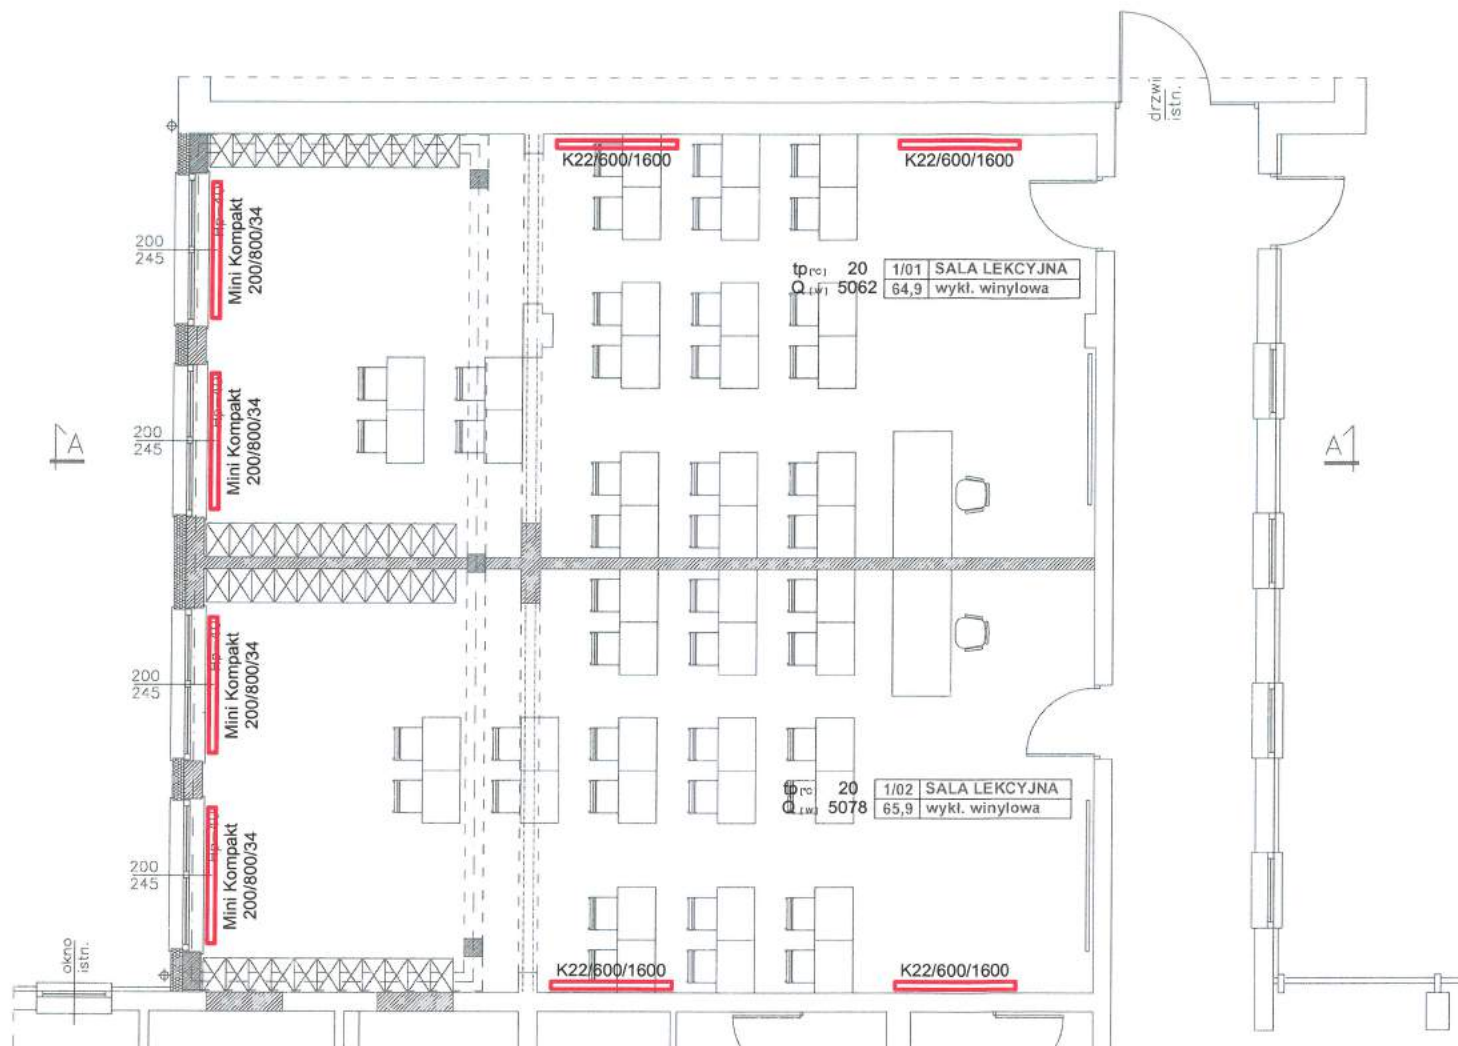 drzwi
istn.
K22/600/1600
K22/600/1600
200
245
Mini Kompakt
200/800/34
tp[°C] 20
Q [W] 5062
1/01 SALA LEKCYJNA
64,9 wykł. winylowa
200
245
Mini Kompakt
200/800/34
A
A
200
245
Mini Kompakt
200/800/34
tp[°C] 20
Q [W] 5078
1/02 SALA LEKCYJNA
65,9 wykł. winylowa
200
245
Mini Kompakt
200/800/34
okno
istn.
K22/600/1600
K22/600/1600